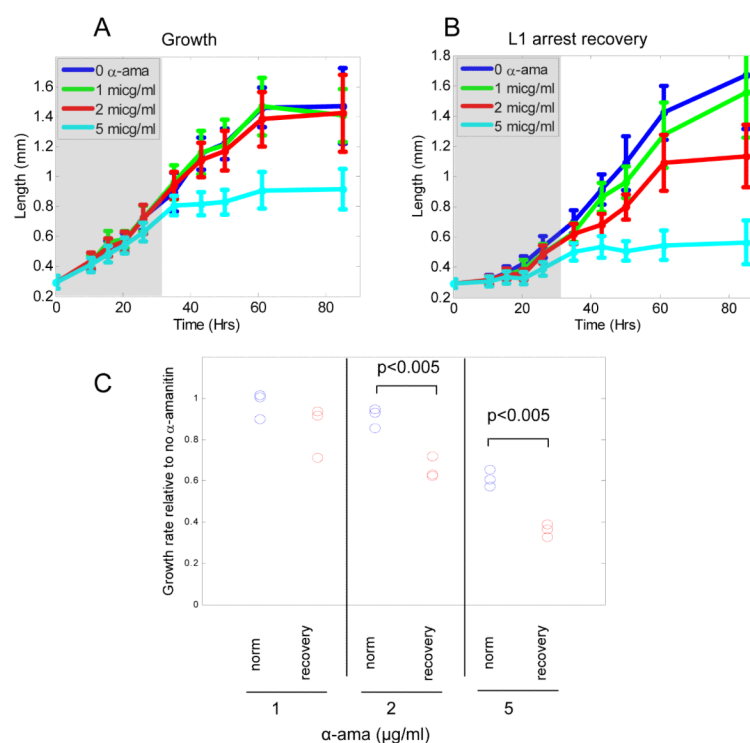 A
Growth
0 α-ama
1 micg/ml
2 micg/ml
5 micg/ml
Length (mm)
1.6
1.4
1.2
1
0.8
0.6
0.4
0.2
0 20 40 60 80
Time (Hrs)
B
L1 arrest recovery
0 α-ama
1 micg/ml
2 micg/ml
5 micg/ml
Length (mm)
1.8
1.6
1.4
1.2
1
0.8
0.6
0.4
0.2
0 20 40 60 80
Time (Hrs)
C
Growth rate relative to no α-amanitin
1
0.8
0.6
0.4
0.2
0
p<0.005
p<0.005
norm recovery norm recovery norm recovery
1 2 5
α-ama (µg/ml)